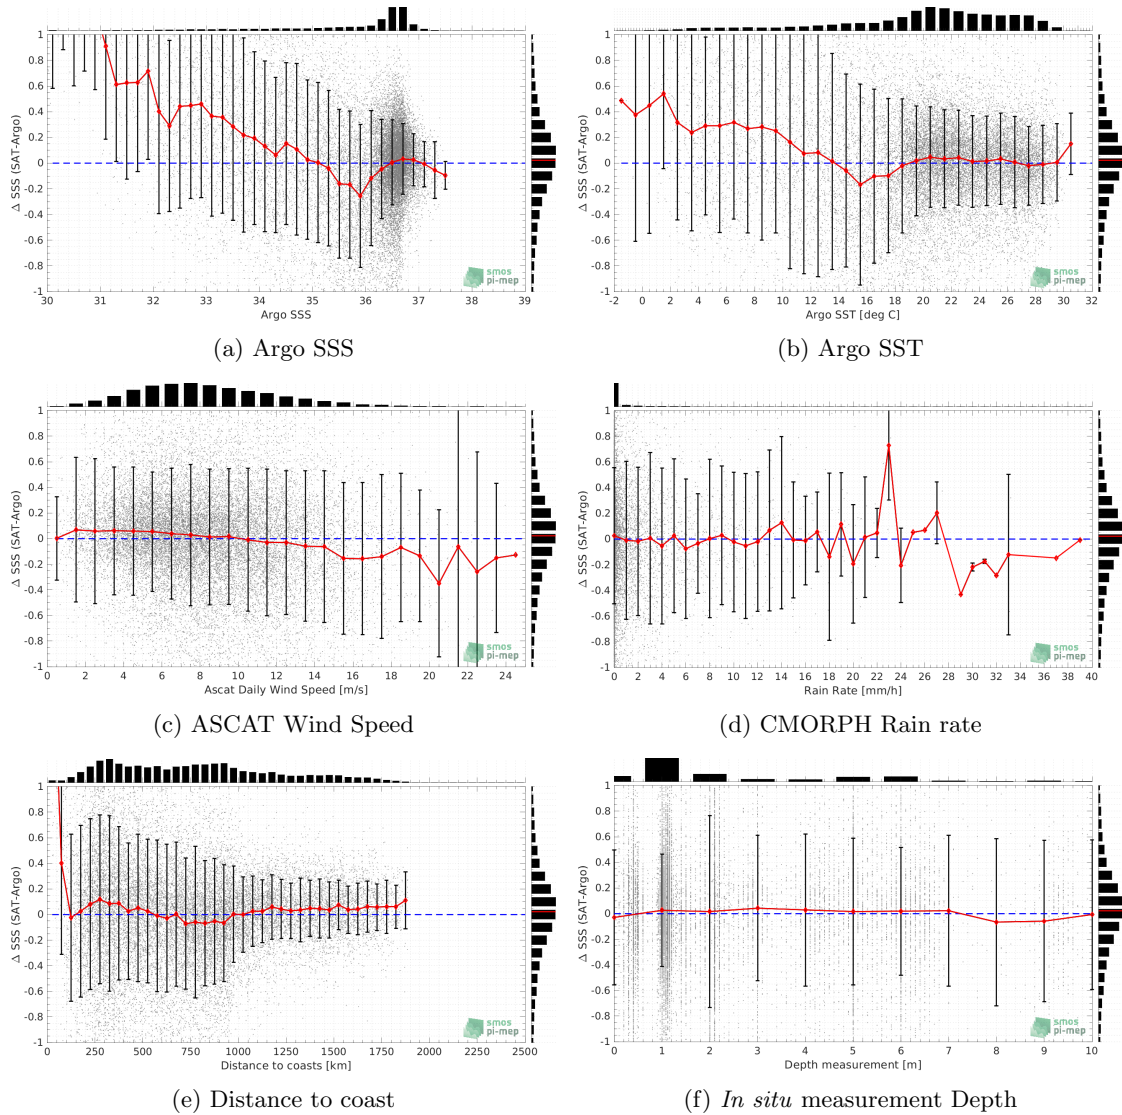 1
0.8
0.6
0.4
0.2
0
-0.2
-0.4
-0.6
-0.8
-1
Δ SSS (SAT-Argo)
30 31 32 33 34 35 36 37 38 39
Argo SSS
smos
pi-mep
(a) Argo SSS
1
0.8
0.6
0.4
0.2
0
-0.2
-0.4
-0.6
-0.8
-1
Δ SSS (SAT-Argo)
-2 0 2 4 6 8 10 12 14 16 18 20 22 24 26 28 30 32
Argo SST [deg C]
smos
pi-mep
(b) Argo SST
1
0.8
0.6
0.4
0.2
0
-0.2
-0.4
-0.6
-0.8
-1
Δ SSS (SAT-Argo)
0 2 4 6 8 10 12 14 16 18 20 22 24
Ascat Daily Wind Speed [m/s]
smos
pi-mep
(c) ASCAT Wind Speed
1
0.8
0.6
0.4
0.2
0
-0.2
-0.4
-0.6
-0.8
-1
Δ SSS (SAT-Argo)
0 2 4 6 8 10 12 14 16 18 20 22 24 26 28 30 32 34 36 39 40
Rain Rate [mm/h]
smos
pi-mep
(d) CMORPH Rain rate
1
0.8
0.6
0.4
0.2
0
-0.2
-0.4
-0.6
-0.8
-1
Δ SSS (SAT-Argo)
0 250 500 750 1000 1250 1500 1750 2000 2250 2500
Distance to coasts [km]
smos
pi-mep
(e) Distance to coast
1
0.8
0.6
0.4
0.2
0
-0.2
-0.4
-0.6
-0.8
-1
Δ SSS (SAT-Argo)
0 1 2 3 4 5 6 7 8 9 10
Depth measurement [m]
smos
pi-mep
(f) In situ measurement Depth